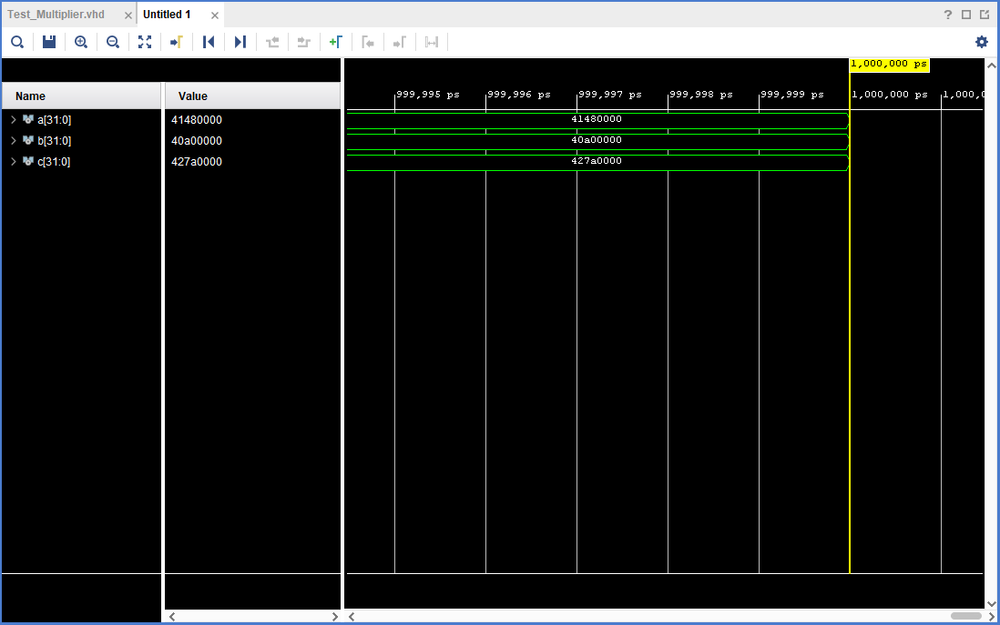 Test_Multiplier.vhd × Untitled 1 ×
?
1,000,000 ps
Name Value
999,995 ps 999,996 ps 999,997 ps 999,998 ps 999,999 ps 1,000,000 ps 1,000,0
a[31:0] 41480000 41480000
b[31:0] 40a00000 40a00000
c[31:0] 427a0000 427a0000